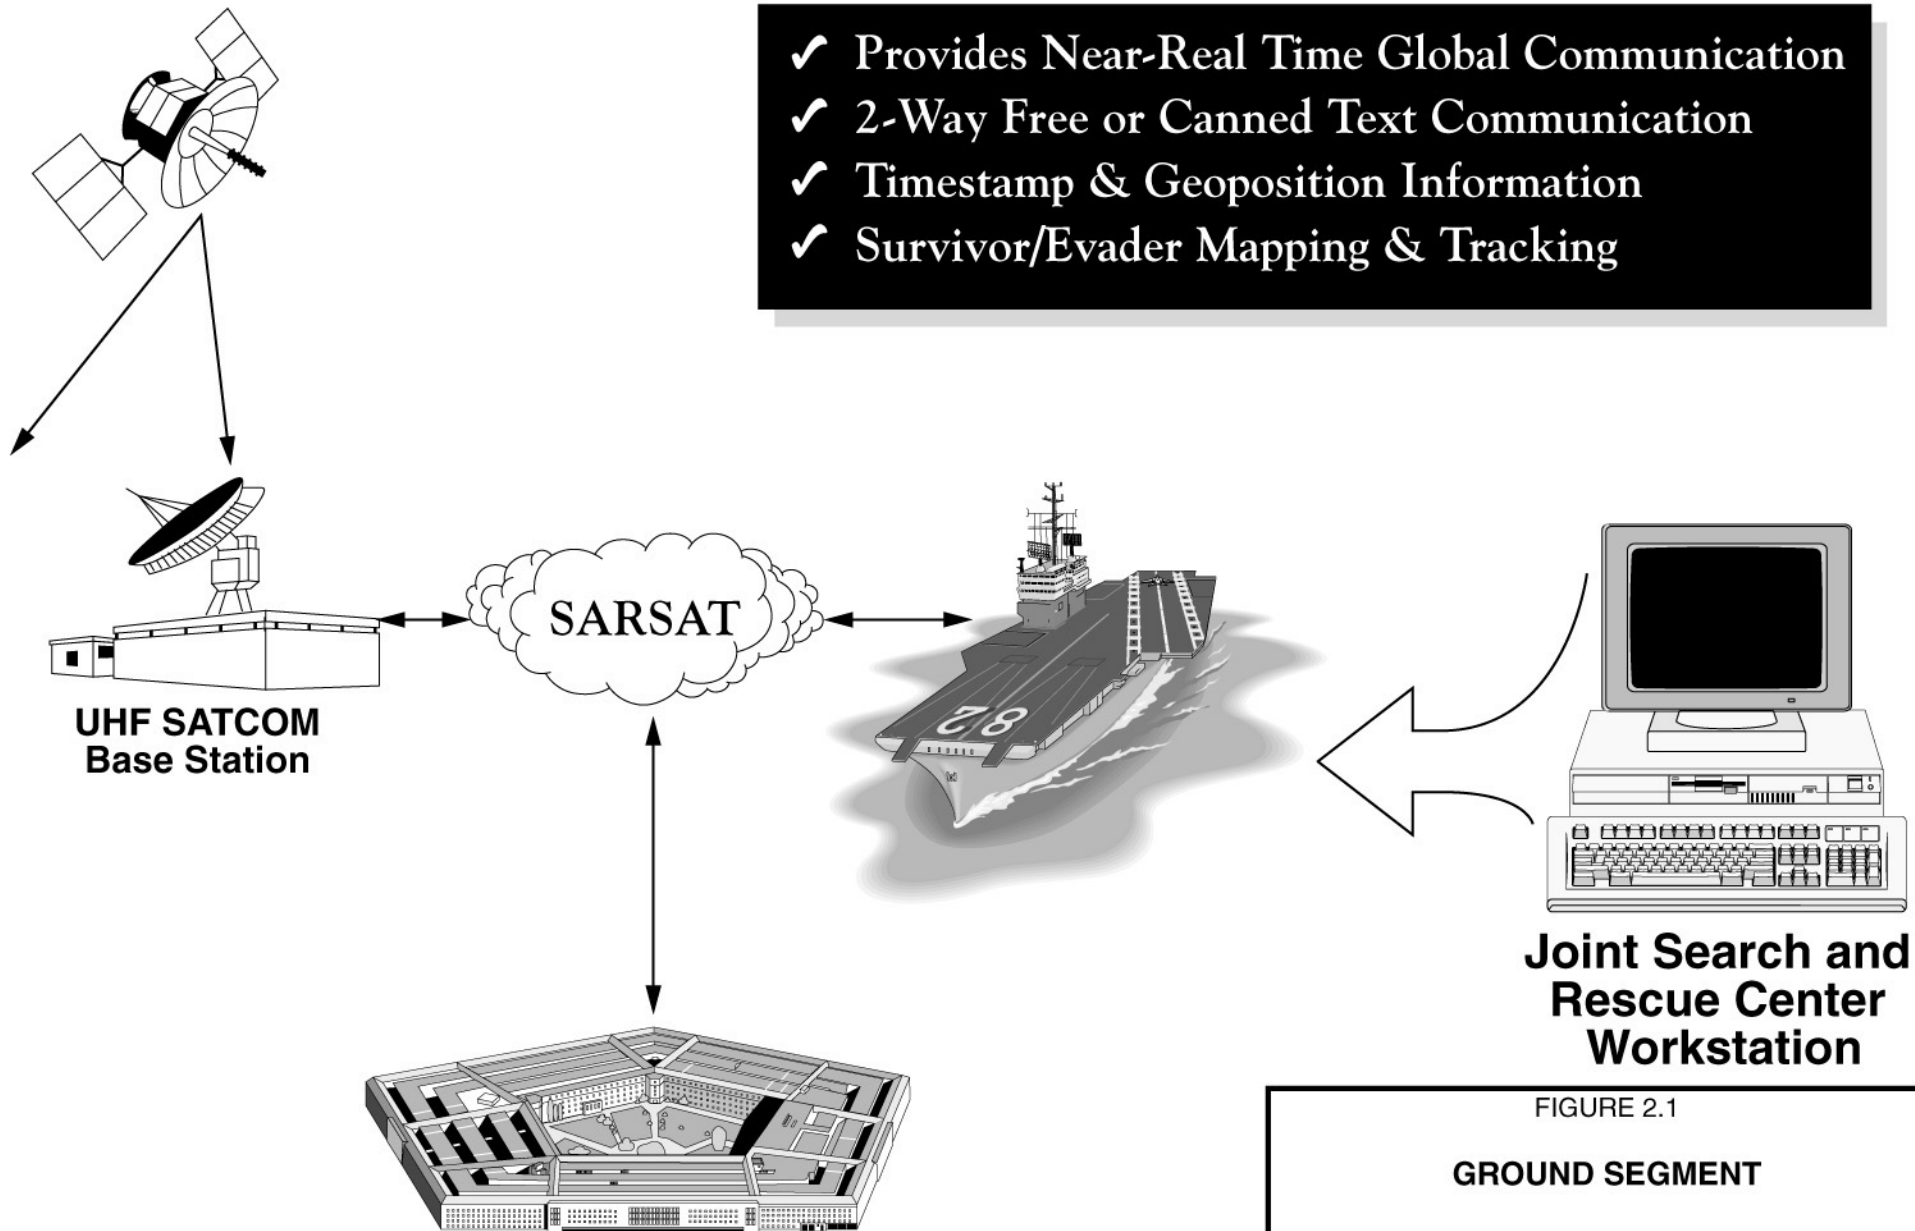 ✓ Provides Near-Real Time Global Communication
✓ 2-Way Free or Canned Text Communication
✓ Timestamp & Geoposition Information
✓ Survivor/Evader Mapping & Tracking
SARSAT
UHF SATCOM
Base Station
28
Joint Search and
Rescue Center
Workstation
FIGURE 2.1
GROUND SEGMENT